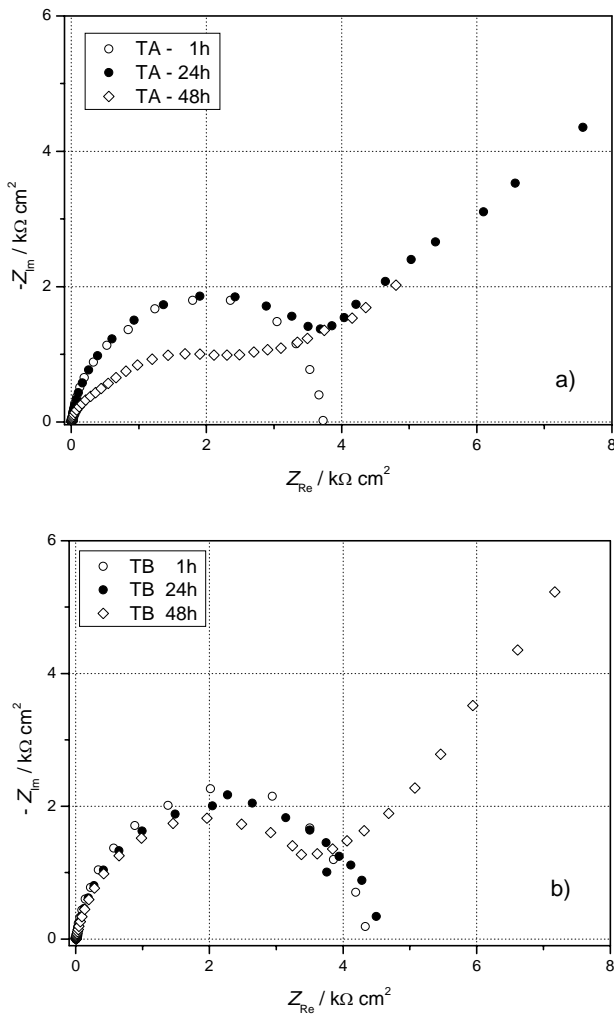 6
TA - 1h
TA - 24h
TA - 48h
4
-Z_Im / kΩ cm²
2
a)
0
0 2 4 6 8
Z_Re / kΩ cm²
6
TB 1h
TB 24h
TB 48h
4
- Z_Im / kΩ cm²
2
b)
0
0 2 4 6 8
Z_Re / kΩ cm²